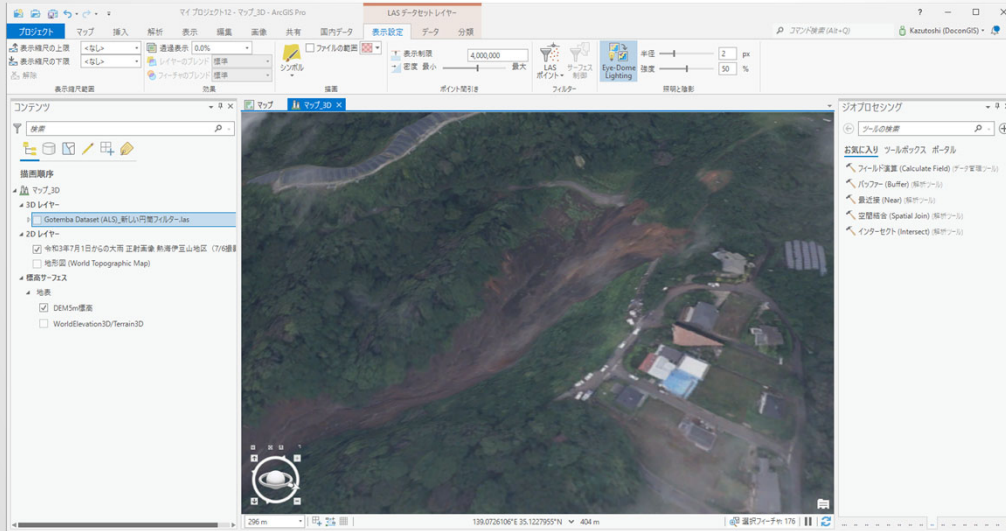 マイ プロジェクト12 - マップ_3D - ArcGIS Pro
LAS データセット レイヤー
? - □ ×
プロジェクト マップ 挿入 解析 表示 編集 画像 共有 国内データ 表示設定 データ 分類
コマンド検索 (Alt+Q)
Kazutoshi (DeconGIS)
表示縮尺の上限 <なし>
表示縮尺の下限 <なし>
解除
表示縮尺範囲
透過表示 0.0%
レイヤーのブレンド 標準
フィーチャのブレンド 標準
効果
シンボル
ファイルの範囲
描画
表示制限 4,000,000
密度 最小 最大
ポイント間引き
LAS ポイント
サーフェス制御
フィルター
Eye-Dome Lighting
半径 2 px
強度 50 %
照明と陰影
コンテンツ
検索
描画順序
マップ_3D
3D レイヤー
Gotemba Dataset (ALS)_新しい円筒フィルター.las
2D レイヤー
令和3年7月1日からの大雨 正射画像 熱海伊豆山地区 (7/6撮影
地形図 (World Topographic Map)
標高サーフェス
地表
DEM5m標高
WorldElevation3D/Terrain3D
マップ マップ_3D ×
ジオプロセシング
ツールの検索
お気に入り ツールボックス ポータル
フィールド演算 (Calculate Field) (データ管理ツール)
バッファー (Buffer) (解析ツール)
最近接 (Near) (解析ツール)
空間結合 (Spatial Join) (解析ツール)
インターセクト (Intersect) (解析ツール)
296 m
139.0726106°E 35.1227955°N 404 m
選択フィーチャ: 176